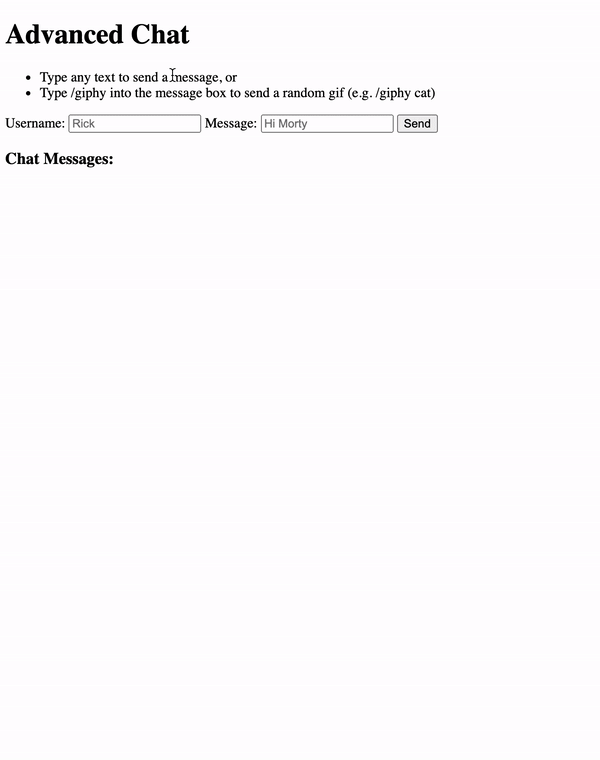 Advanced Chat
Type any text to send a message, or
Type /giphy into the message box to send a random gif (e.g. /giphy cat)
Username: Rick Message: Hi Morty Send
Chat Messages: